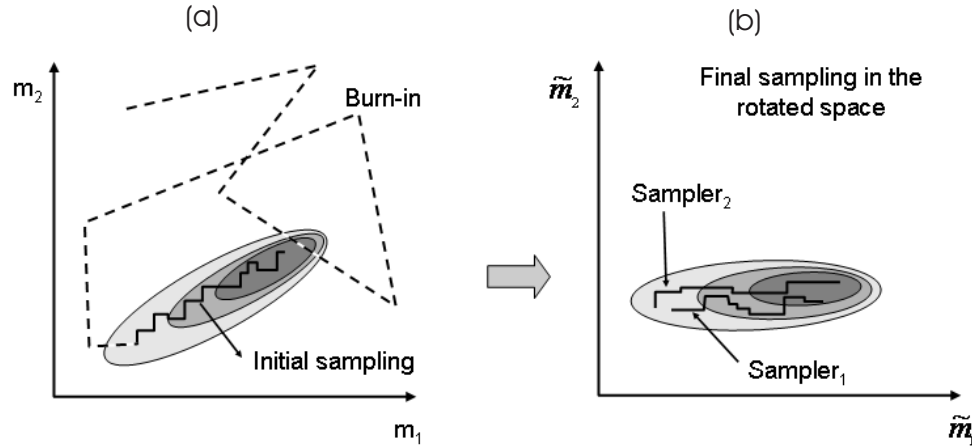 (a)
(b)
m₂
Burn-in
Initial sampling
m₁
m̃₂
Final sampling in the
rotated space
Sampler₂
Sampler₁
m̃₁